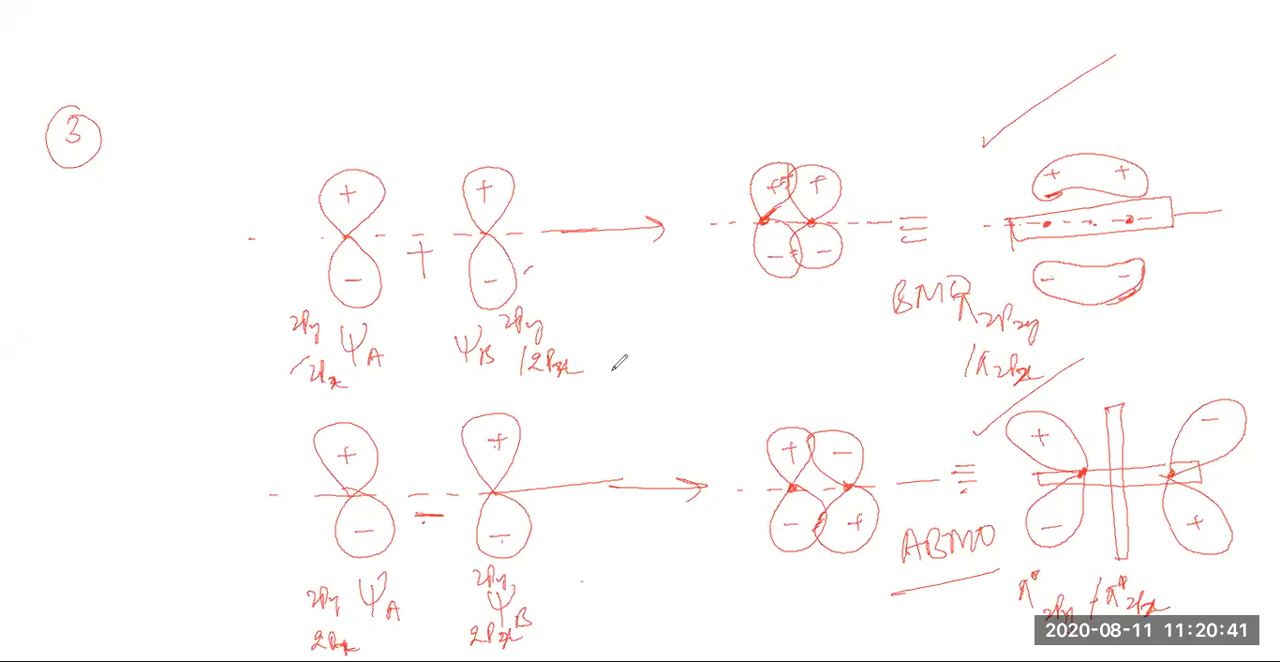 3
+ + + + + +
+
- - - - - -
BMO π2Py
2Py 2Py
ψA ψB
/2Px /2Px /π2Px
+ + + - + -
-
- - - + - +
ABMO
2Py ψA 2Py ψB π*2Py / π*2Px
2Px 2Px
2020-08-11 11:20:41